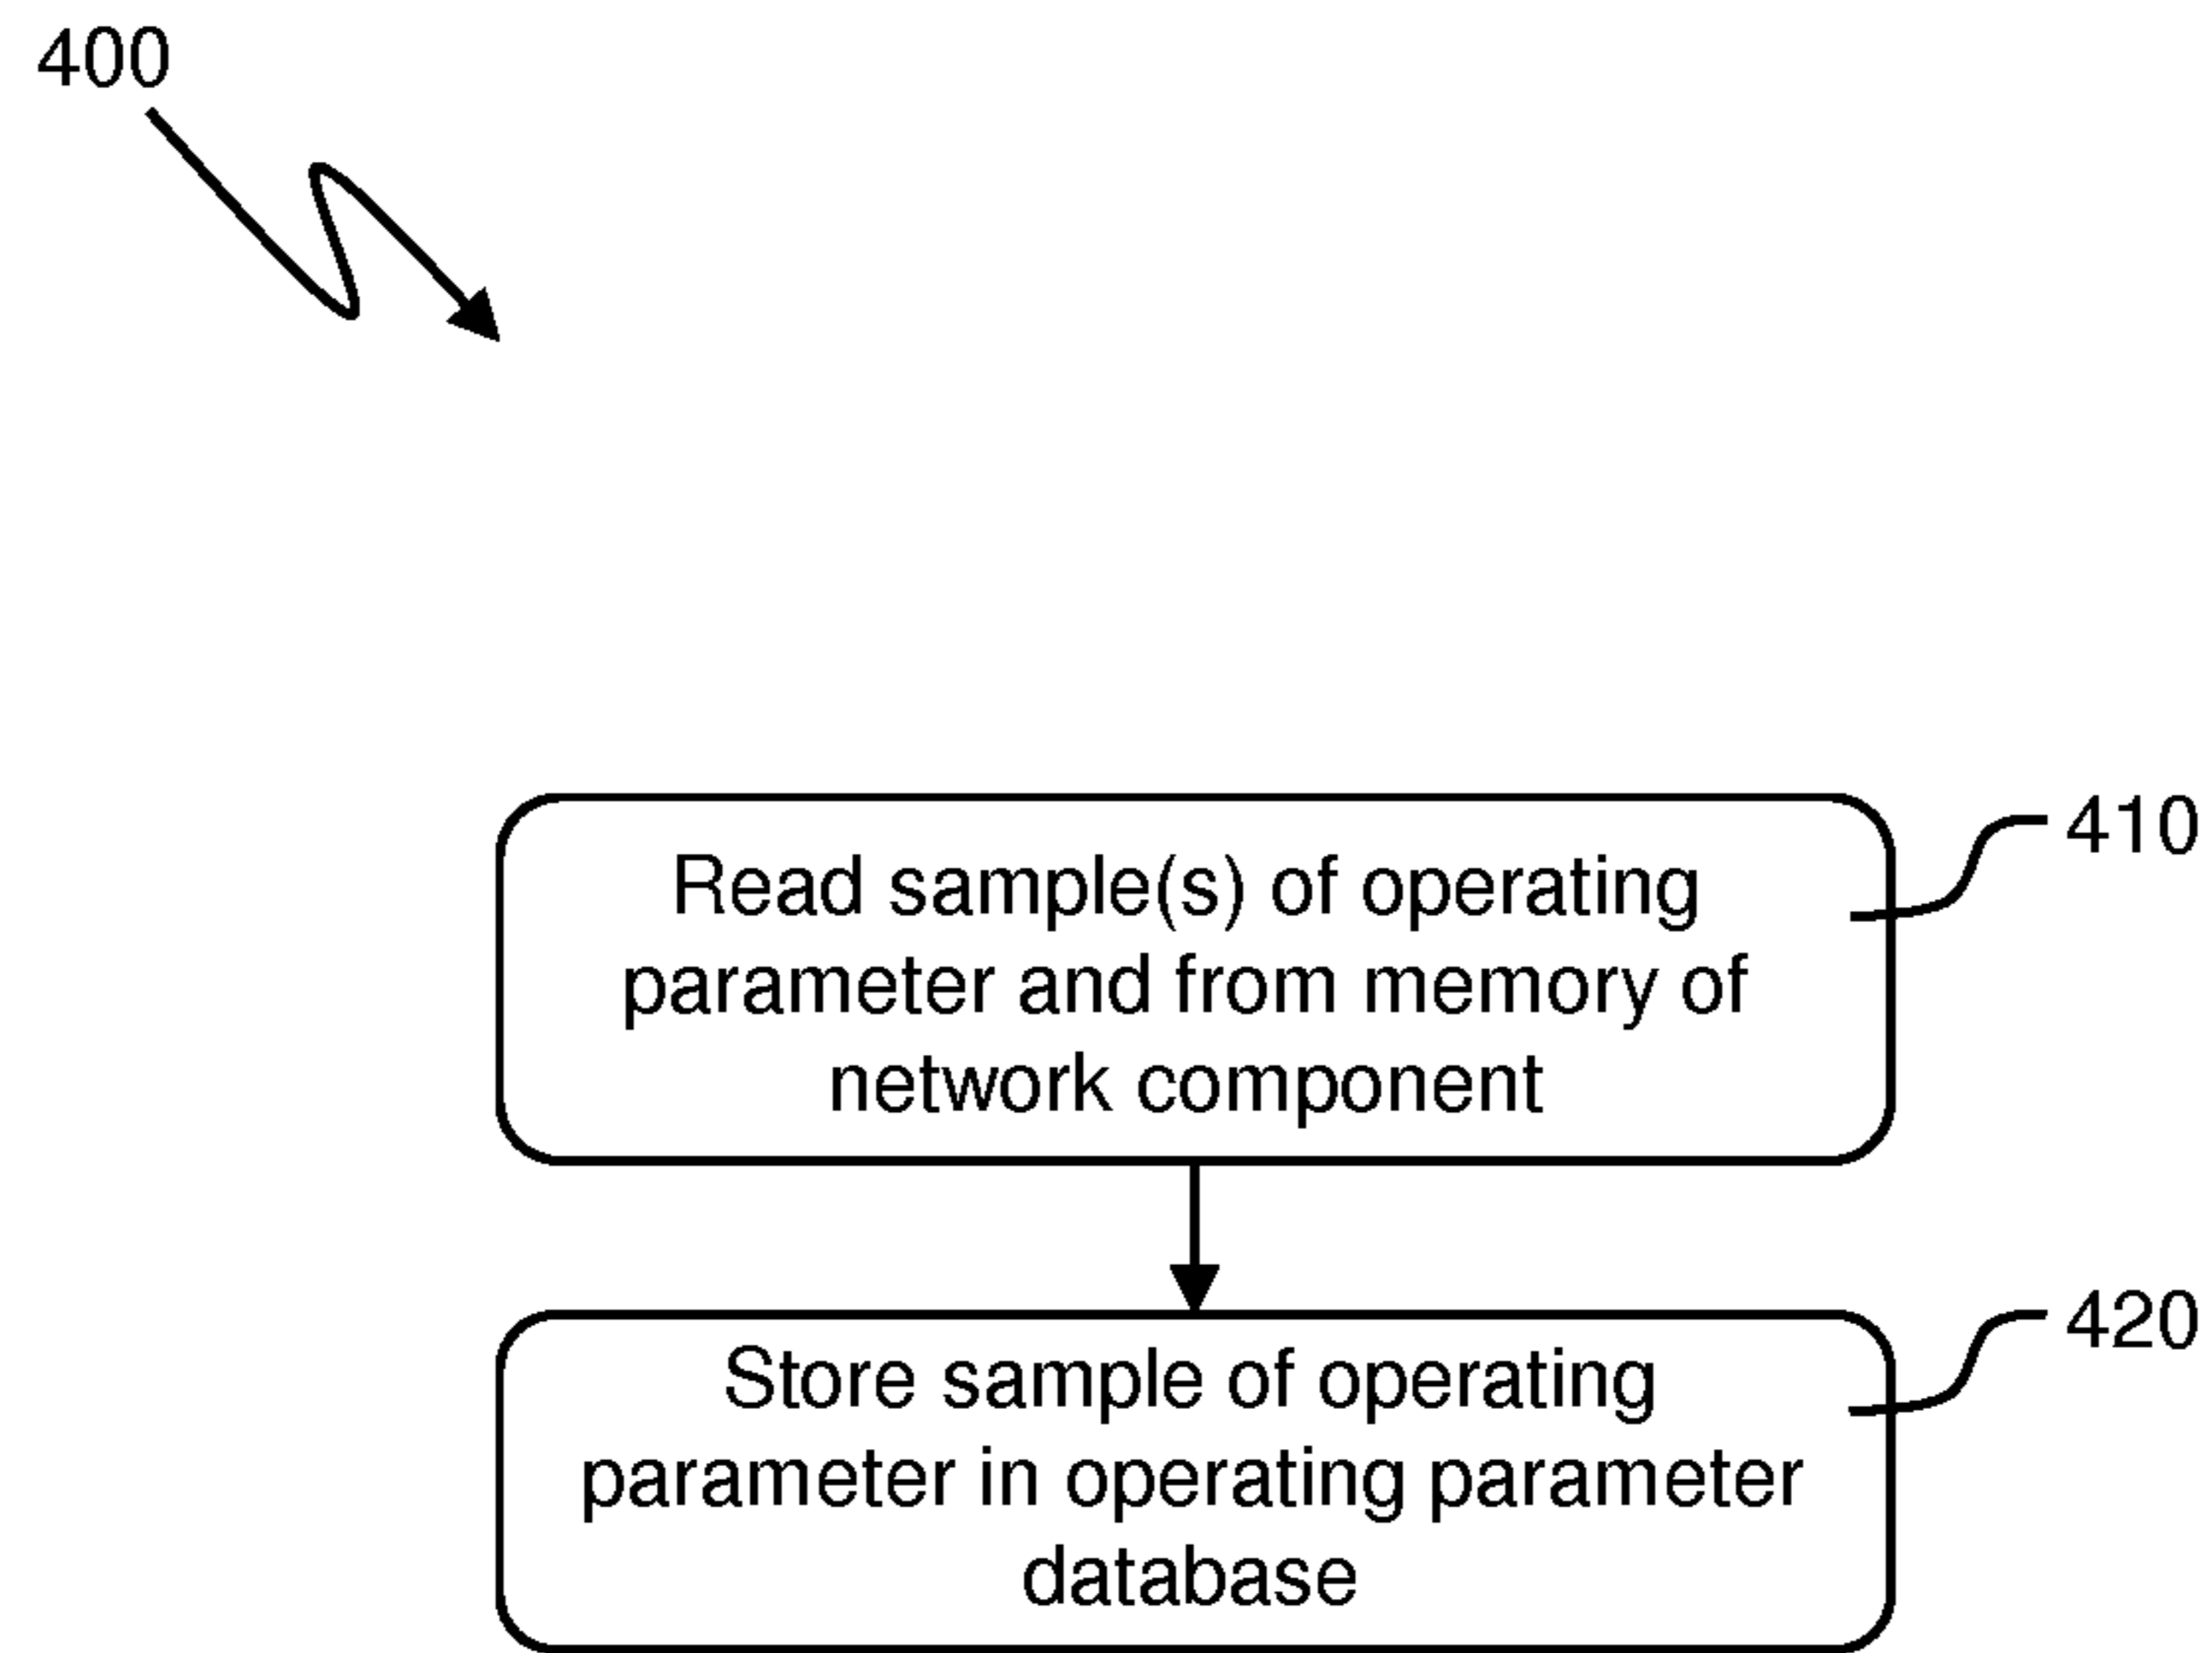 400
Read sample(s) of operating
parameter and from memory of
network component
410
Store sample of operating
parameter in operating parameter
database
420